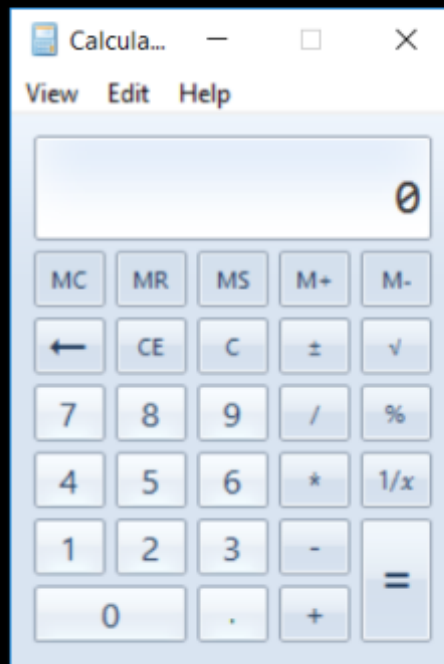 Calcula...
View Edit Help
0
MC MR MS M+ M-
← CE C ± √
7 8 9 / %
4 5 6 * 1/x
1 2 3 - =
0 . +